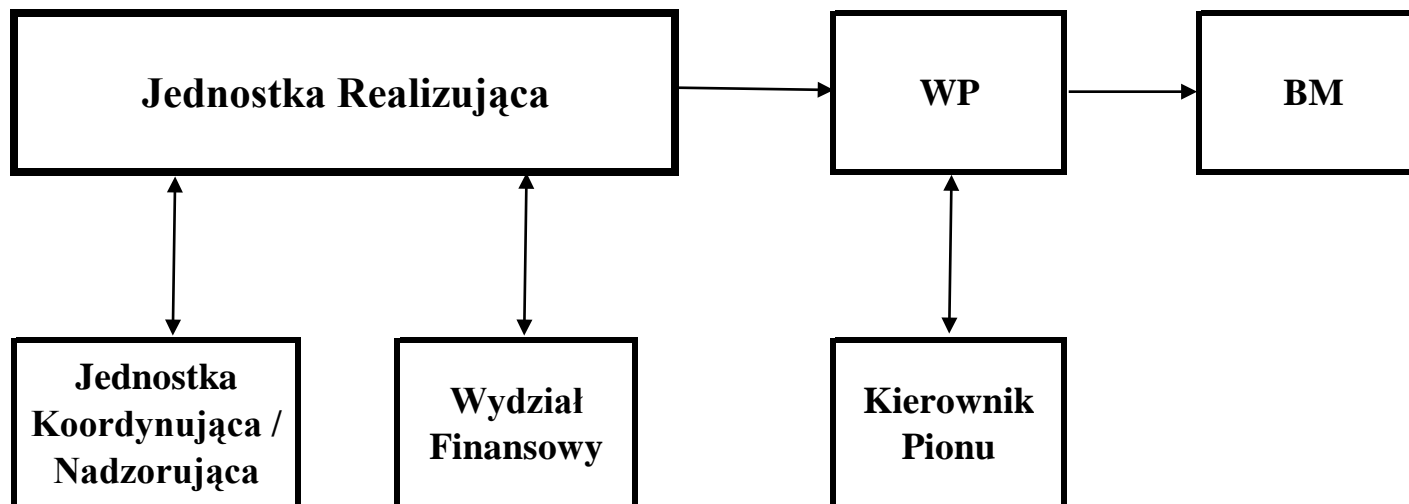 Jednostka Realizująca
WP
BM
Jednostka
Koordynująca /
Nadzorująca
Wydział
Finansowy
Kierownik
Pionu